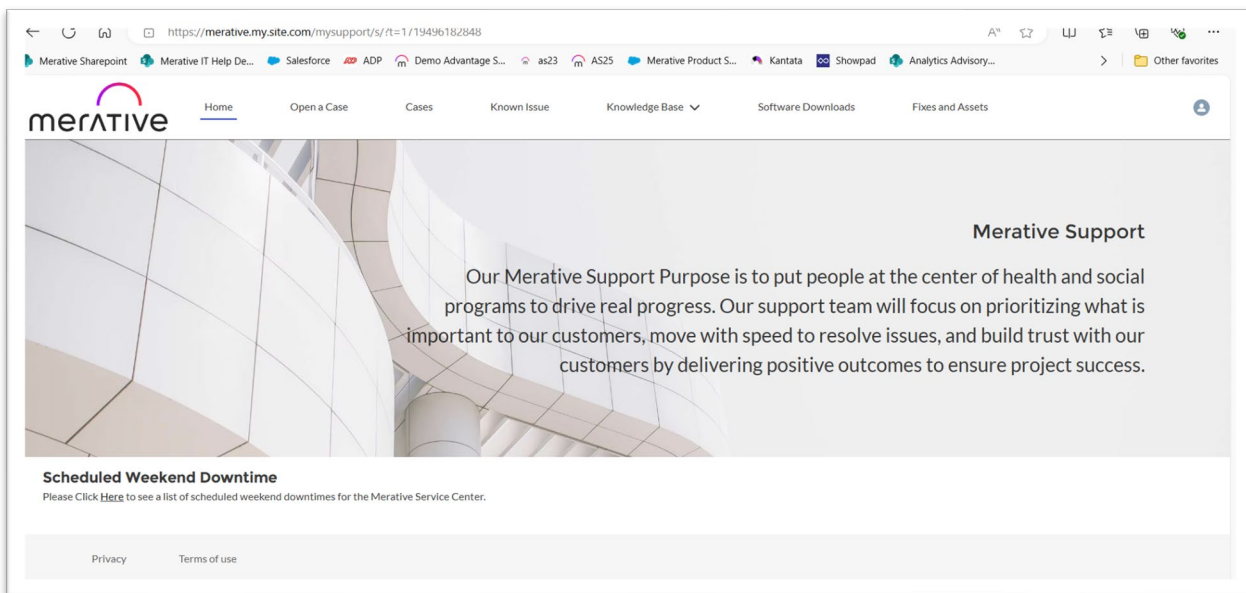 https://merative.my.site.com/mysupport/s/?t=1719496182848
Merative Sharepoint Merative IT Help De... Salesforce ADP Demo Advantage S... as23 AS25 Merative Product S... Kantata Showpad Analytics Advisory... Other favorites
merative Home Open a Case Cases Known Issue Knowledge Base Software Downloads Fixes and Assets
Merative Support
Our Merative Support Purpose is to put people at the center of health and social
programs to drive real progress. Our support team will focus on prioritizing what is
important to our customers, move with speed to resolve issues, and build trust with our
customers by delivering positive outcomes to ensure project success.
Scheduled Weekend Downtime
Please Click Here to see a list of scheduled weekend downtimes for the Merative Service Center.
Privacy Terms of use